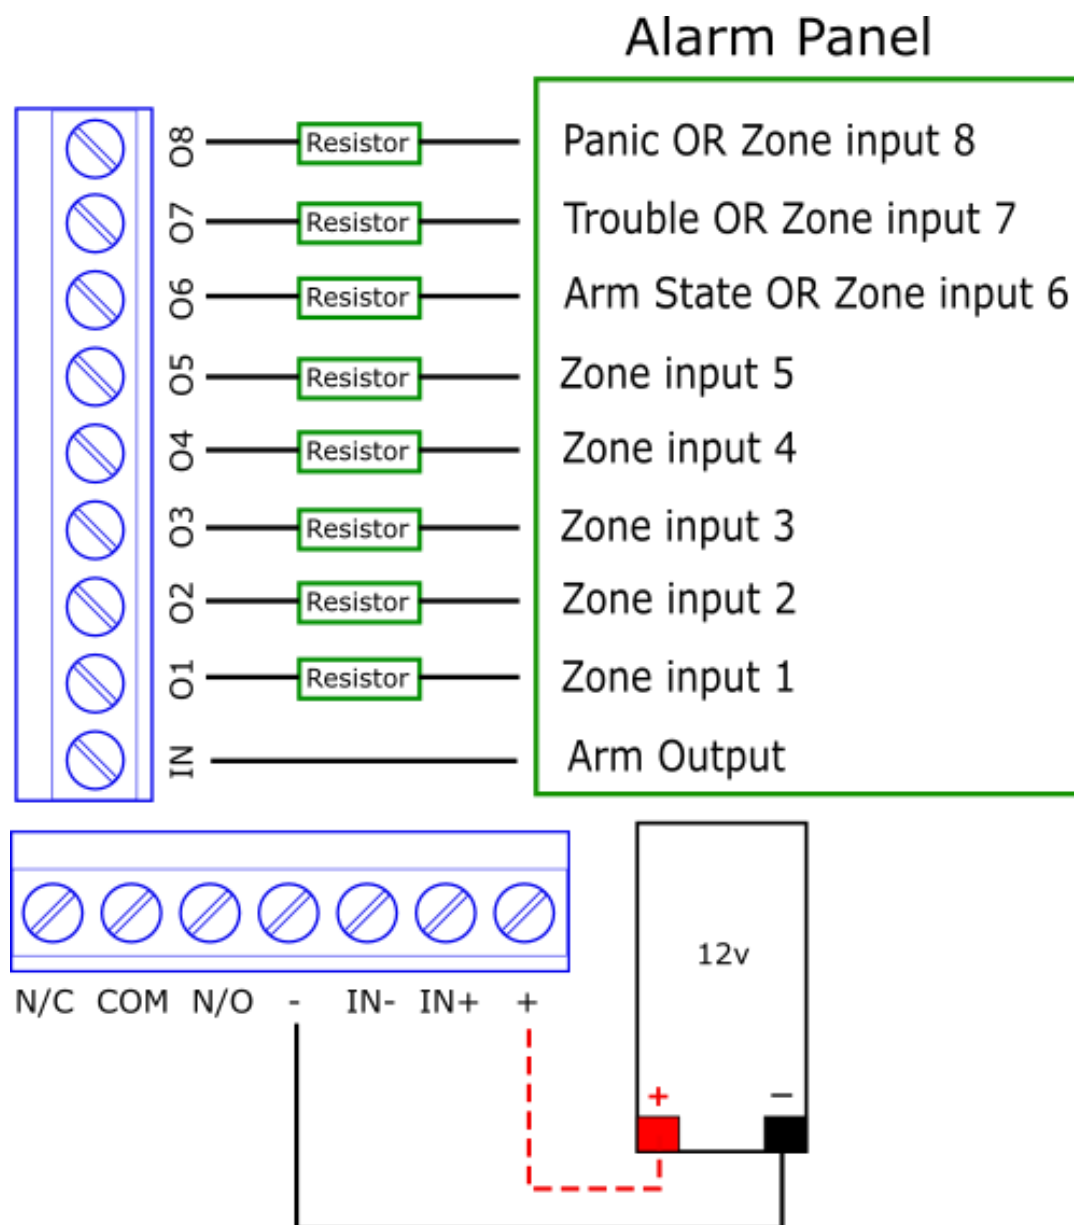 Alarm Panel
O8 Resistor Panic OR Zone input 8
O7 Resistor Trouble OR Zone input 7
O6 Resistor Arm State OR Zone input 6
O5 Resistor Zone input 5
O4 Resistor Zone input 4
O3 Resistor Zone input 3
O2 Resistor Zone input 2
O1 Resistor Zone input 1
IN Arm Output
12v
N/C COM N/O - IN- IN+ +
+ −